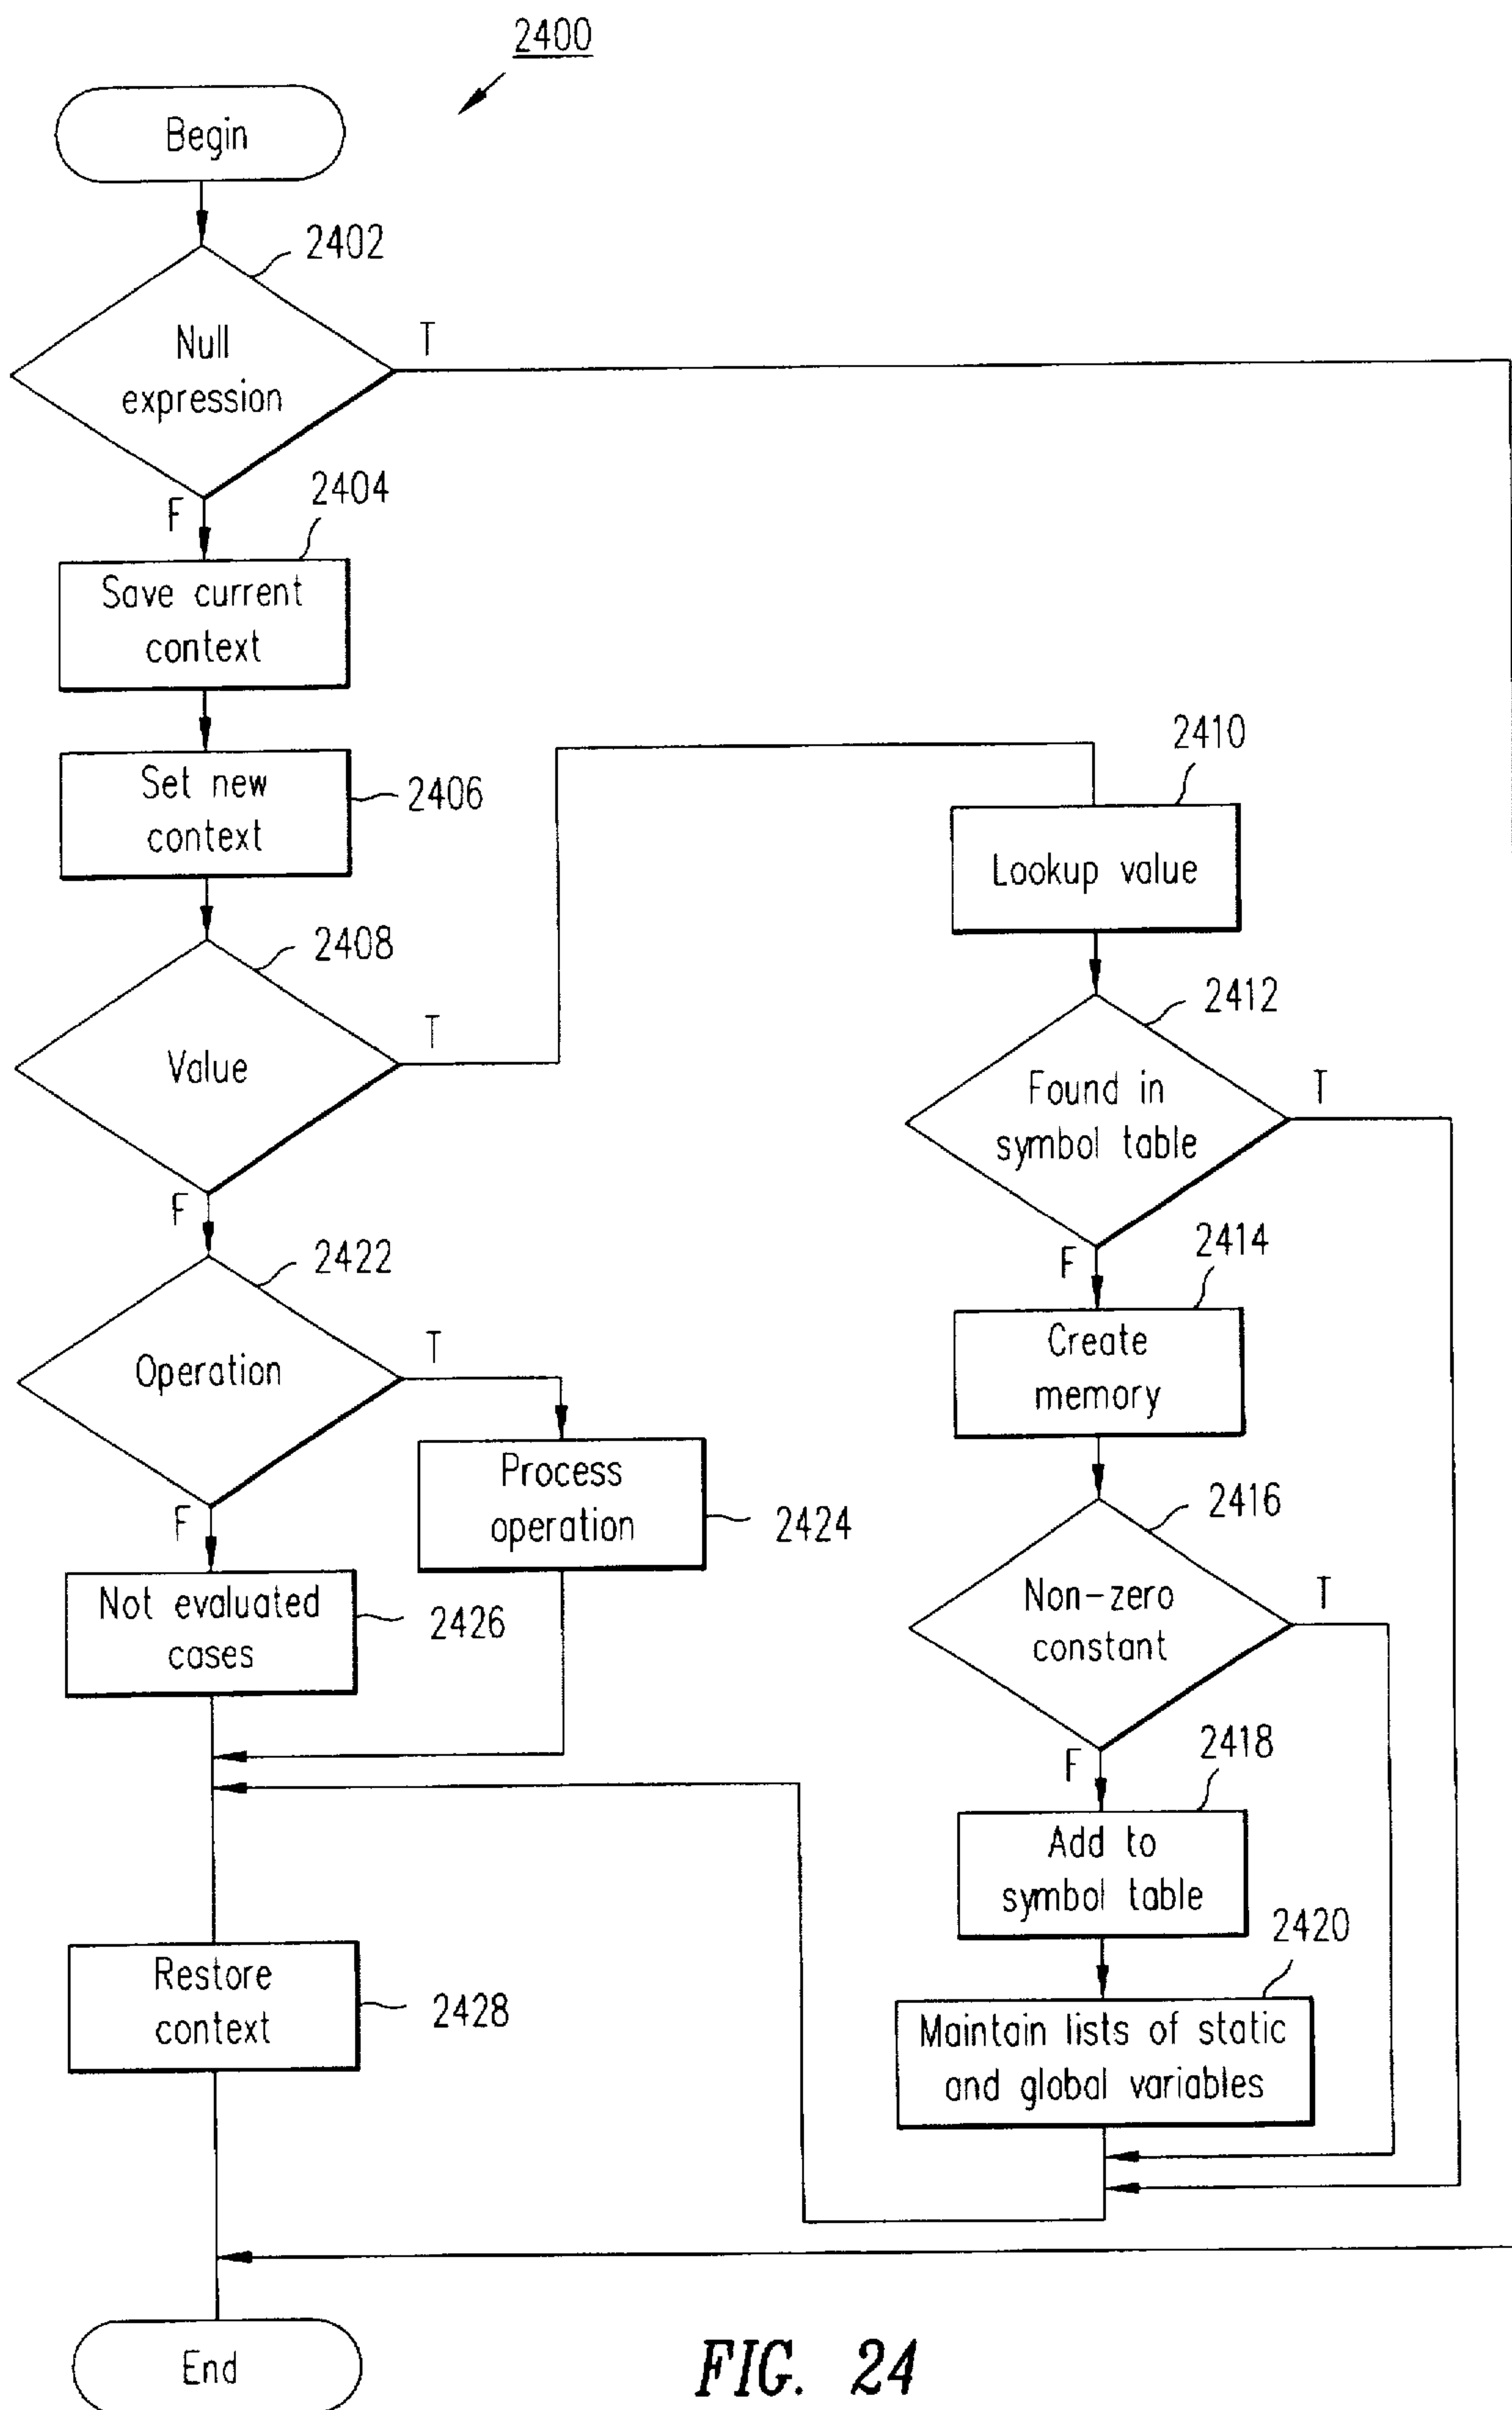 2400
Begin
2402
Null
expression
T
F
2404
Save current
context
Set new
context
2406
2408
Value
T
F
2410
Lookup value
2412
Found in
symbol table
T
F
2414
Create
memory
2416
Non-zero
constant
T
F
2418
Add to
symbol table
2420
Maintain lists of static
and global variables
2422
Operation
T
F
Process
operation
2424
Not evaluated
cases
2426
Restore
context
2428
End
FIG. 24